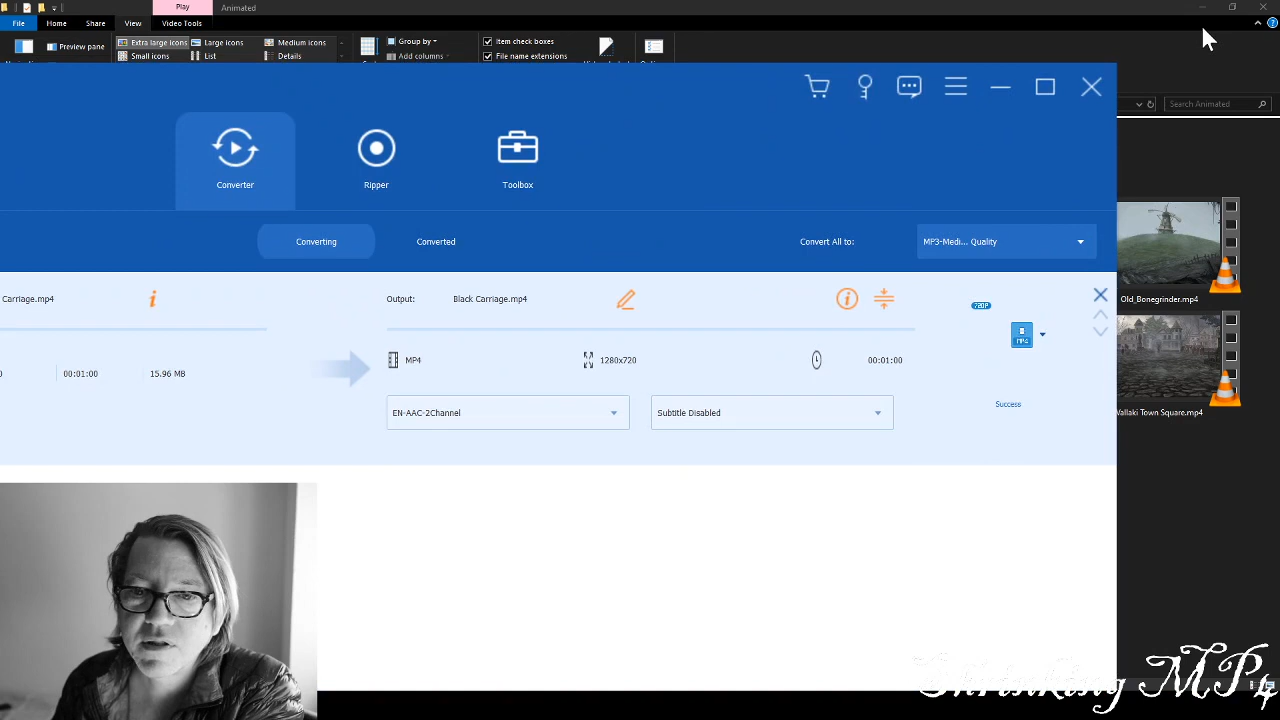 Play
Animated
File Home Share View Video Tools
Preview pane
Extra large icons Large icons Medium icons
Small icons List Details
Group by
Add columns
Item check boxes
File name extensions
Search Animated
Converter
Ripper
Toolbox
Converting
Converted
Convert All to:
MP3-Medi... Quality
Carriage.mp4
i
Output: Black Carriage.mp4
i
720P
MP4
MP4
1280x720
00:01:00
00:01:00
15.96 MB
EN-AAC-2Channel
Subtitle Disabled
Success
Old_Bonegrinder.mp4
Vallaki Town Square.mp4
Shrinking MP4